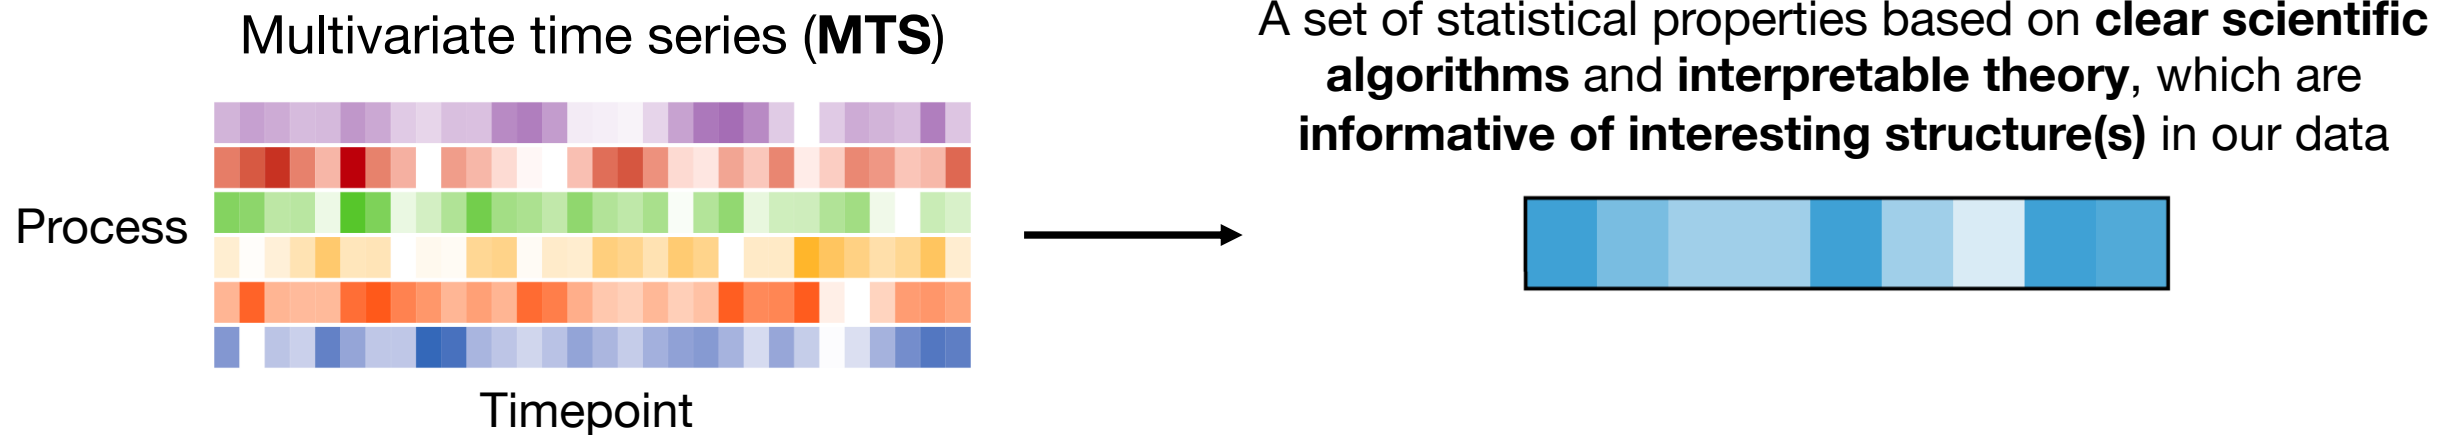 Multivariate time series (MTS)
Process
Timepoint
A set of statistical properties based on clear scientific
algorithms and interpretable theory, which are
informative of interesting structure(s) in our data